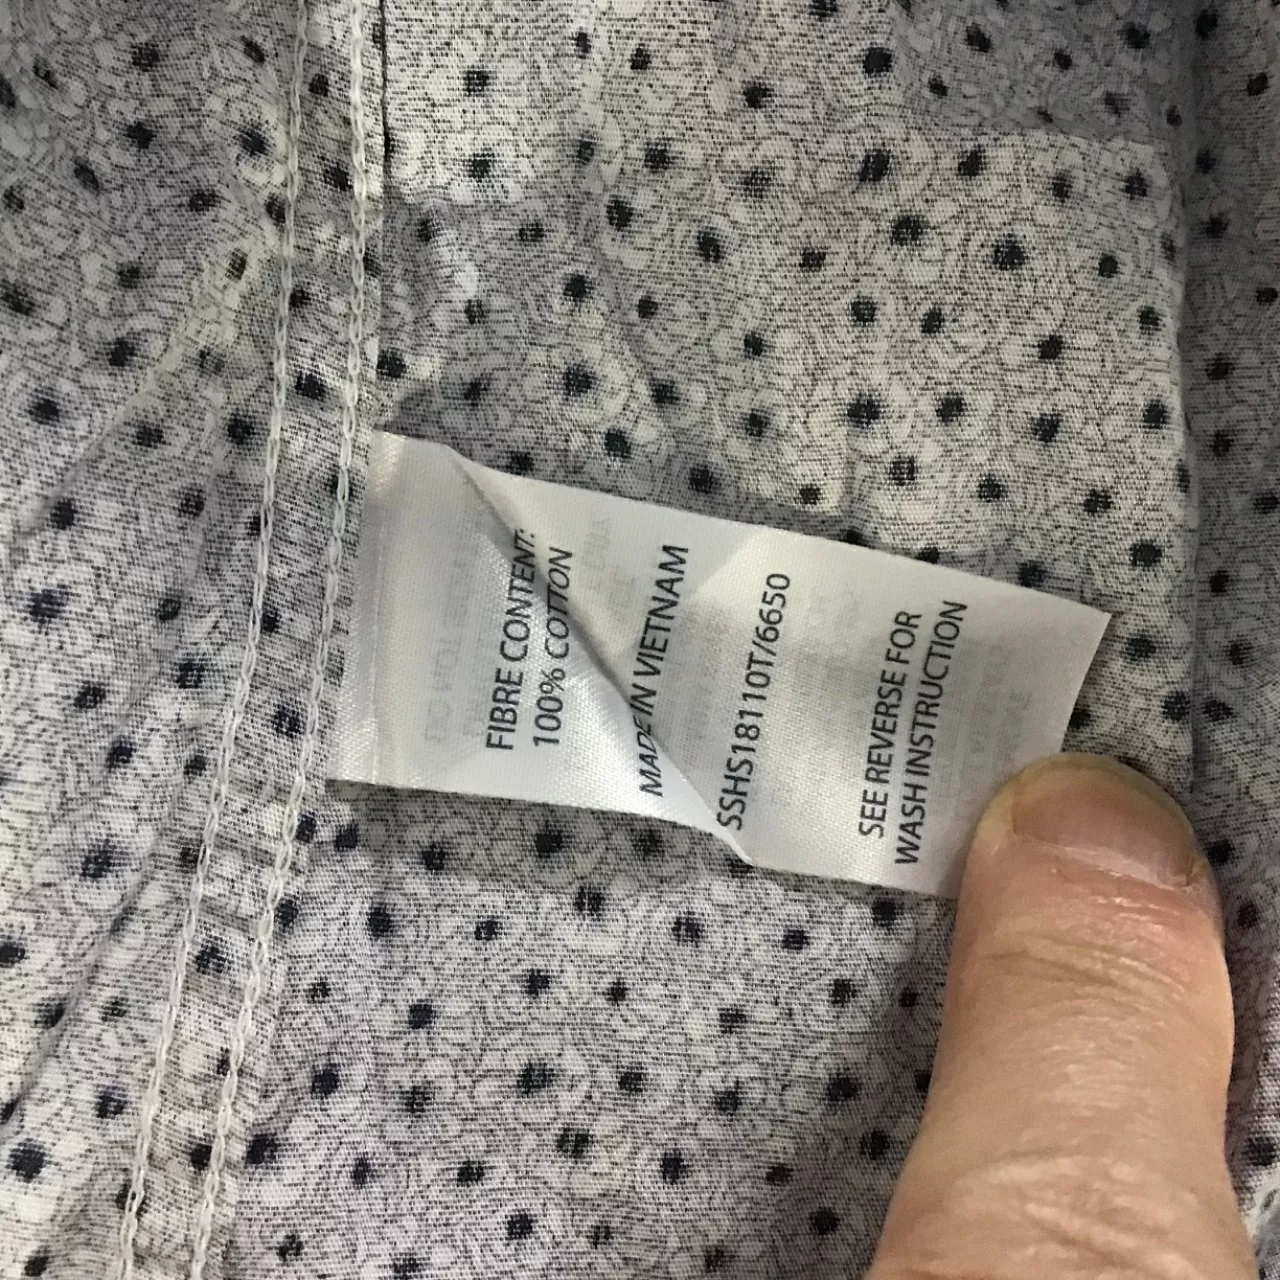 FIBRE CONTENT:
100% COTTON
MADE IN VIETNAM
SSHS18110T/6650
SEE REVERSE FOR
WASH INSTRUCTION